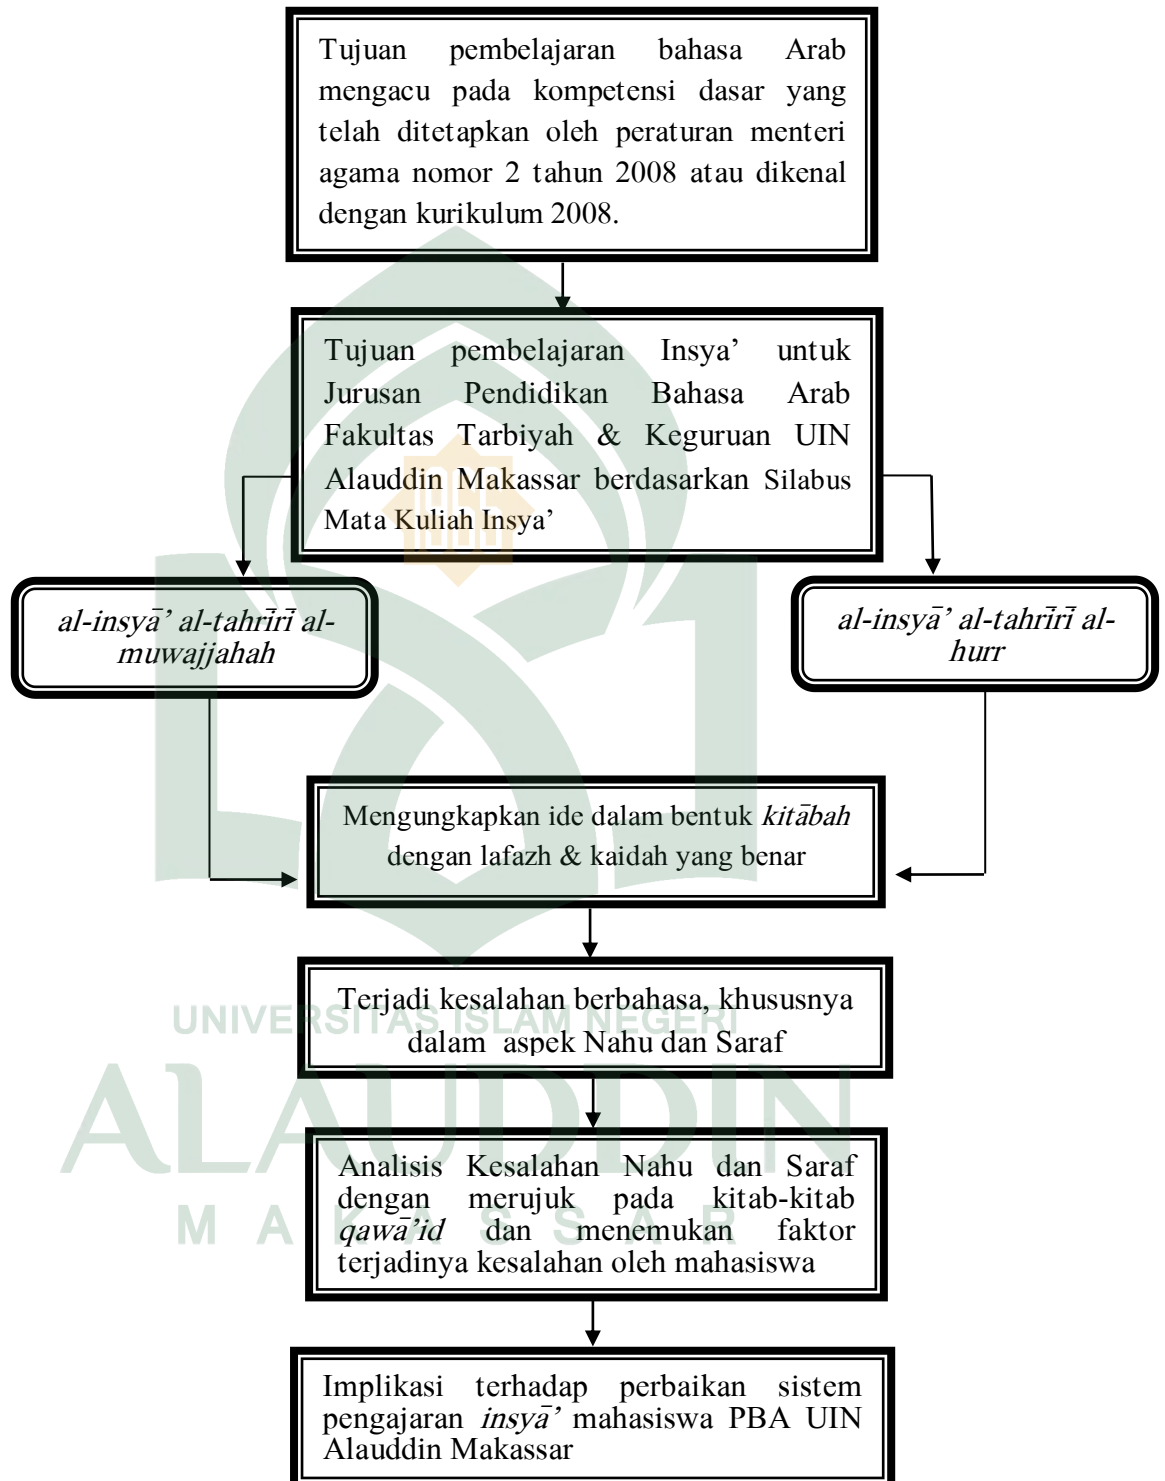 Tujuan pembelajaran bahasa Arab
mengacu pada kompetensi dasar yang
telah ditetapkan oleh peraturan menteri
agama nomor 2 tahun 2008 atau dikenal
dengan kurikulum 2008.
Tujuan pembelajaran Insya’ untuk
Jurusan Pendidikan Bahasa Arab
Fakultas Tarbiyah & Keguruan UIN
Alauddin Makassar berdasarkan Silabus
Mata Kuliah Insya’
1965
al-insyā’ al-tahrīrī al-
muwajjahah
al-insyā’ al-tahrīrī al-
hurr
Mengungkapkan ide dalam bentuk kitābah
dengan lafazh & kaidah yang benar
Terjadi kesalahan berbahasa, khususnya
dalam aspek Nahu dan Saraf
UNIVERSITAS ISLAM NEGERI
ALAUDDIN
MAKASSAR
Analisis Kesalahan Nahu dan Saraf
dengan merujuk pada kitab-kitab
qawā’id dan menemukan faktor
terjadinya kesalahan oleh mahasiswa
Implikasi terhadap perbaikan sistem
pengajaran insyā’ mahasiswa PBA UIN
Alauddin Makassar